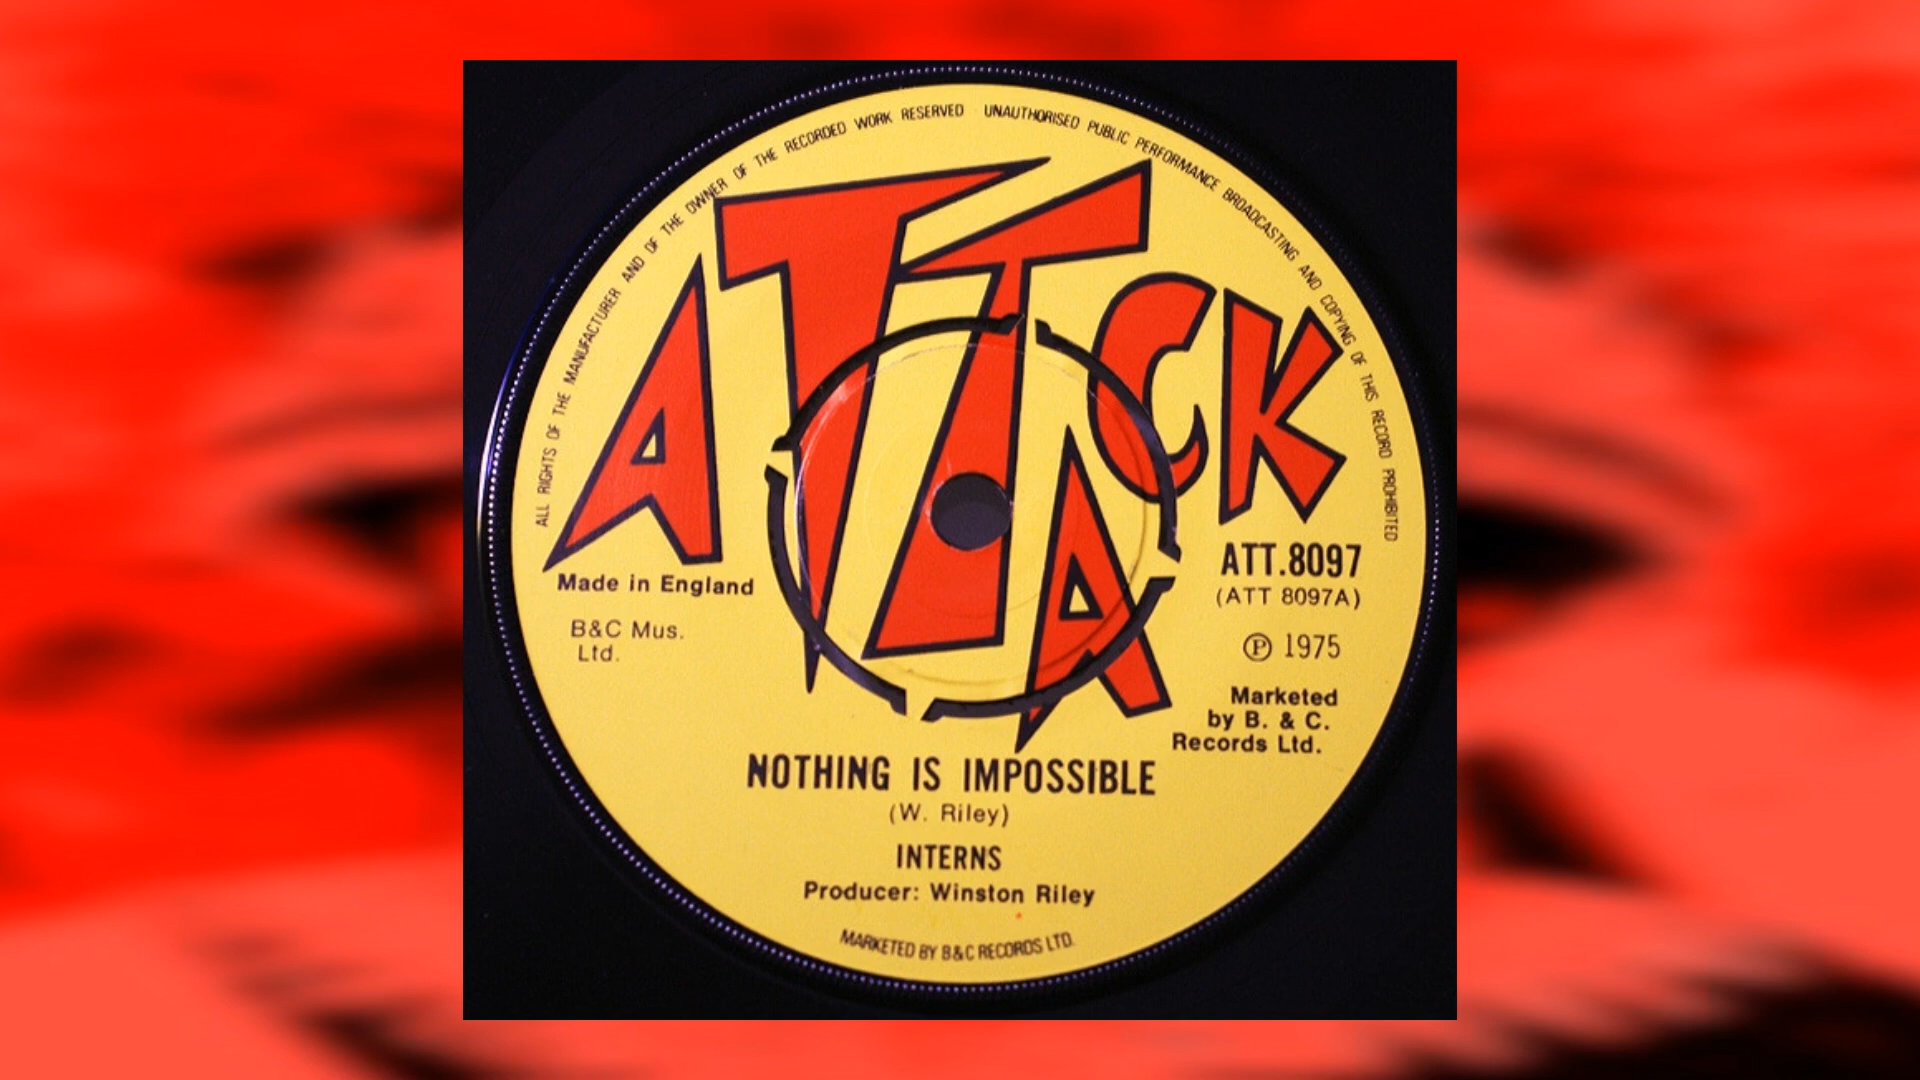 ALL RIGHTS OF THE MANUFACTURER AND OF THE OWNER OF THE RECORDED WORK RESERVED · UNAUTHORISED PUBLIC PERFORMANCE BROADCASTING AND COPYING OF THIS RECORD PROHIBITED
ATTACK
Made in England
B&C Mus.
Ltd.
ATT.8097
(ATT 8097A)
Ⓟ 1975
Marketed
by B. & C.
Records Ltd.
NOTHING IS IMPOSSIBLE
(W. Riley)
INTERNS
Producer: Winston Riley
MARKETED BY B&C RECORDS LTD.